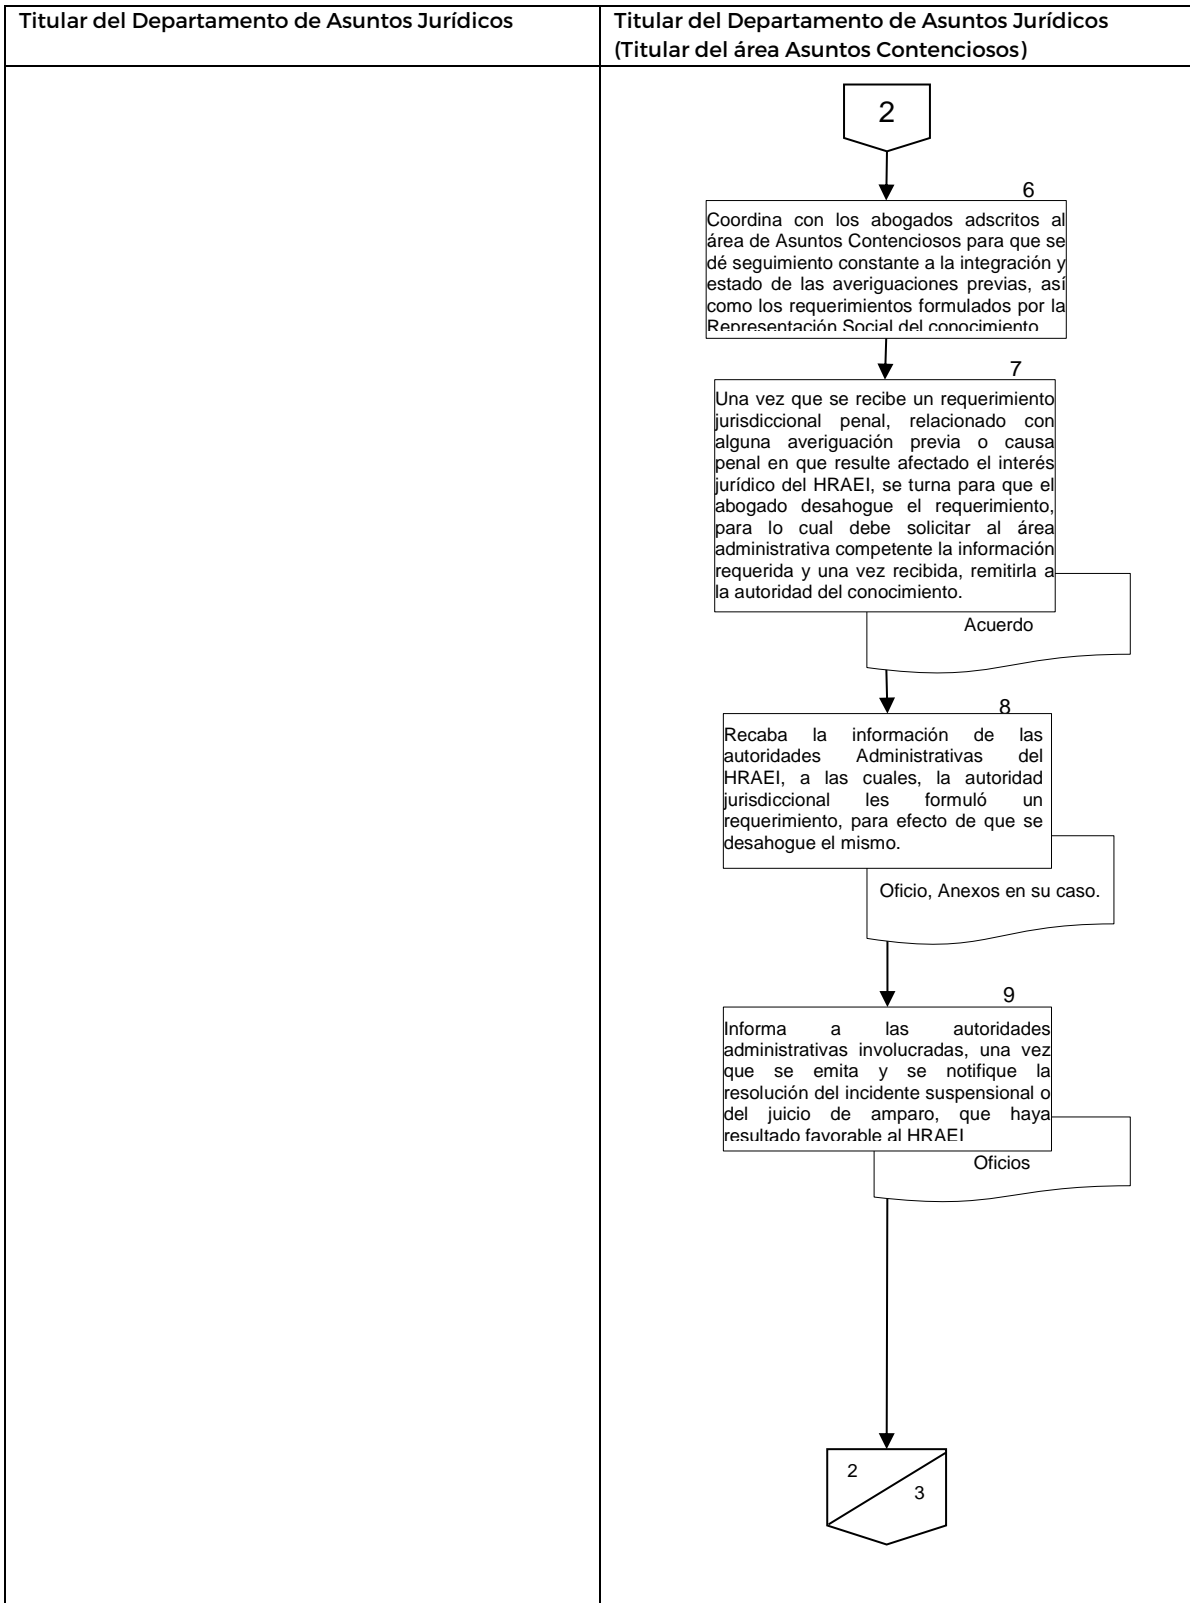 Titular del Departamento de Asuntos Jurídicos
Titular del Departamento de Asuntos Jurídicos
(Titular del área Asuntos Contenciosos)
2
6
Coordina con los abogados adscritos al
área de Asuntos Contenciosos para que se
dé seguimiento constante a la integración y
estado de las averiguaciones previas, así
como los requerimientos formulados por la
Representación Social del conocimiento
7
Una vez que se recibe un requerimiento
jurisdiccional penal, relacionado con
alguna averiguación previa o causa
penal en que resulte afectado el interés
jurídico del HRAEI, se turna para que el
abogado desahogue el requerimiento,
para lo cual debe solicitar al área
administrativa competente la información
requerida y una vez recibida, remitirla a
la autoridad del conocimiento.
Acuerdo
8
Recaba la información de las
autoridades Administrativas del
HRAEI, a las cuales, la autoridad
jurisdiccional les formuló un
requerimiento, para efecto de que se
desahogue el mismo.
Oficio, Anexos en su caso.
9
Informa a las autoridades
administrativas involucradas, una vez
que se emita y se notifique la
resolución del incidente suspensional o
del juicio de amparo, que haya
resultado favorable al HRAEI
Oficios
2
3